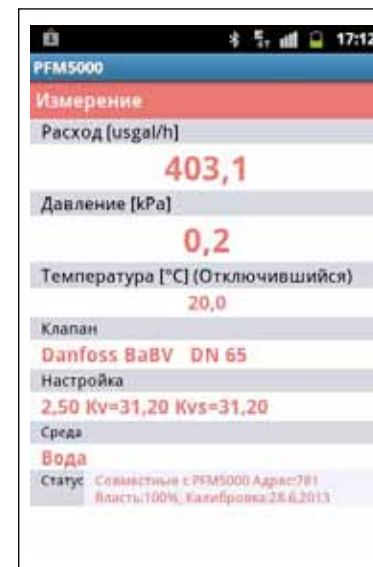 17:12
PFM5000
Измерение
Расход [usgal/h]
403,1
Давление [kPa]
0,2
Температура [°C] (Отключившийся)
20,0
Клапан
Danfoss BaBV DN 65
Настройка
2,50 Kv=31,20 Kvs=31,20
Среда
Вода
Статус Совместный с PFM5000 Адрес:781
Власть:100%, Калибровка:28.6.2013